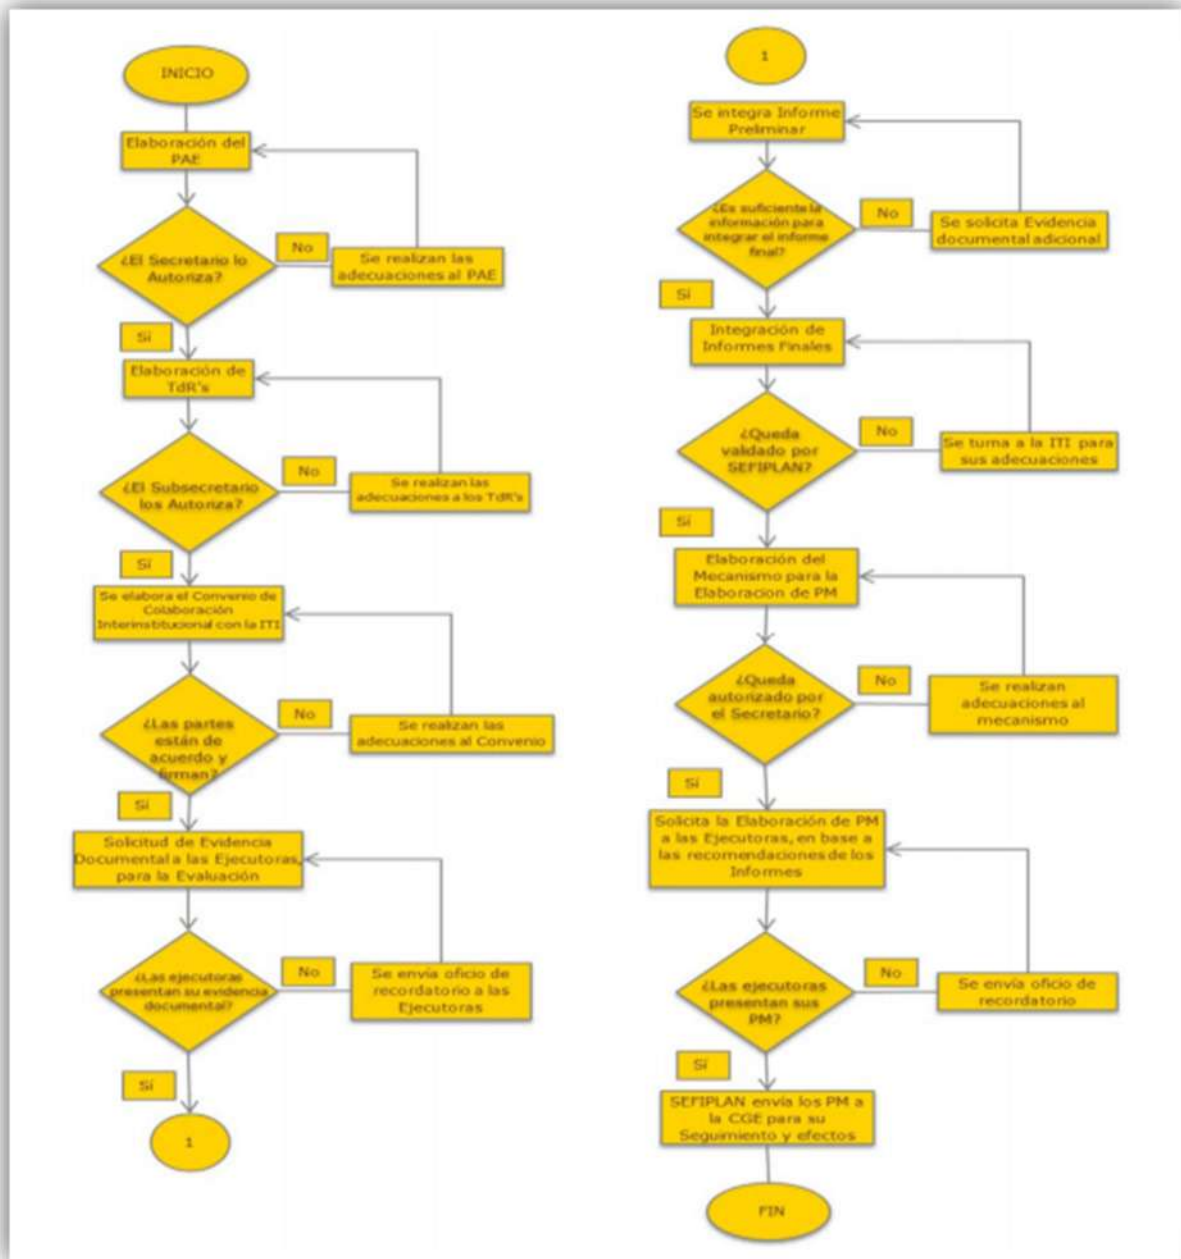 INICIO
Elaboración del
PAE
¿El Secretario lo
Autoriza?
No
Se realizan las
adecuaciones al PAE
Sí
Elaboración de
TdR's
¿El Subsecretario
los Autoriza?
No
Se realizan las
adecuaciones a los TdR's
Sí
Se elabora el Convenio de
Colaboración
Interinstitucional con la ITI
¿Las partes
están de
acuerdo y
firman?
No
Se realizan las
adecuaciones al Convenio
Sí
Solicitud de Evidencia
Documental a las Ejecutoras,
para la Evaluación
¿Las ejecutoras
presentan su evidencia
documental?
No
Se envía oficio de
recordatorio a las
Ejecutoras
Sí
1
1
Se integra Informe
Preliminar
¿Es suficiente la
información para
integrar el informe
final?
No
Se solicita Evidencia
documental adicional
Sí
Integración de
Informes Finales
¿Queda
validado por
SEFIPLAN?
No
Se turna a la ITI para
sus adecuaciones
Sí
Elaboración del
Mecanismo para la
Elaboracion de PM
¿Queda
autorizado por
el Secretario?
No
Se realizan
adecuaciones al
mecanismo
Sí
Solicita la Elaboración de PM
a las Ejecutoras, en base a
las recomendaciones de los
Informes
¿Las ejecutoras
presentan sus
PM?
No
Se envía oficio de
recordatorio
Sí
SEFIPLAN envía los PM a
la CGE para su
Seguimiento y efectos
FIN